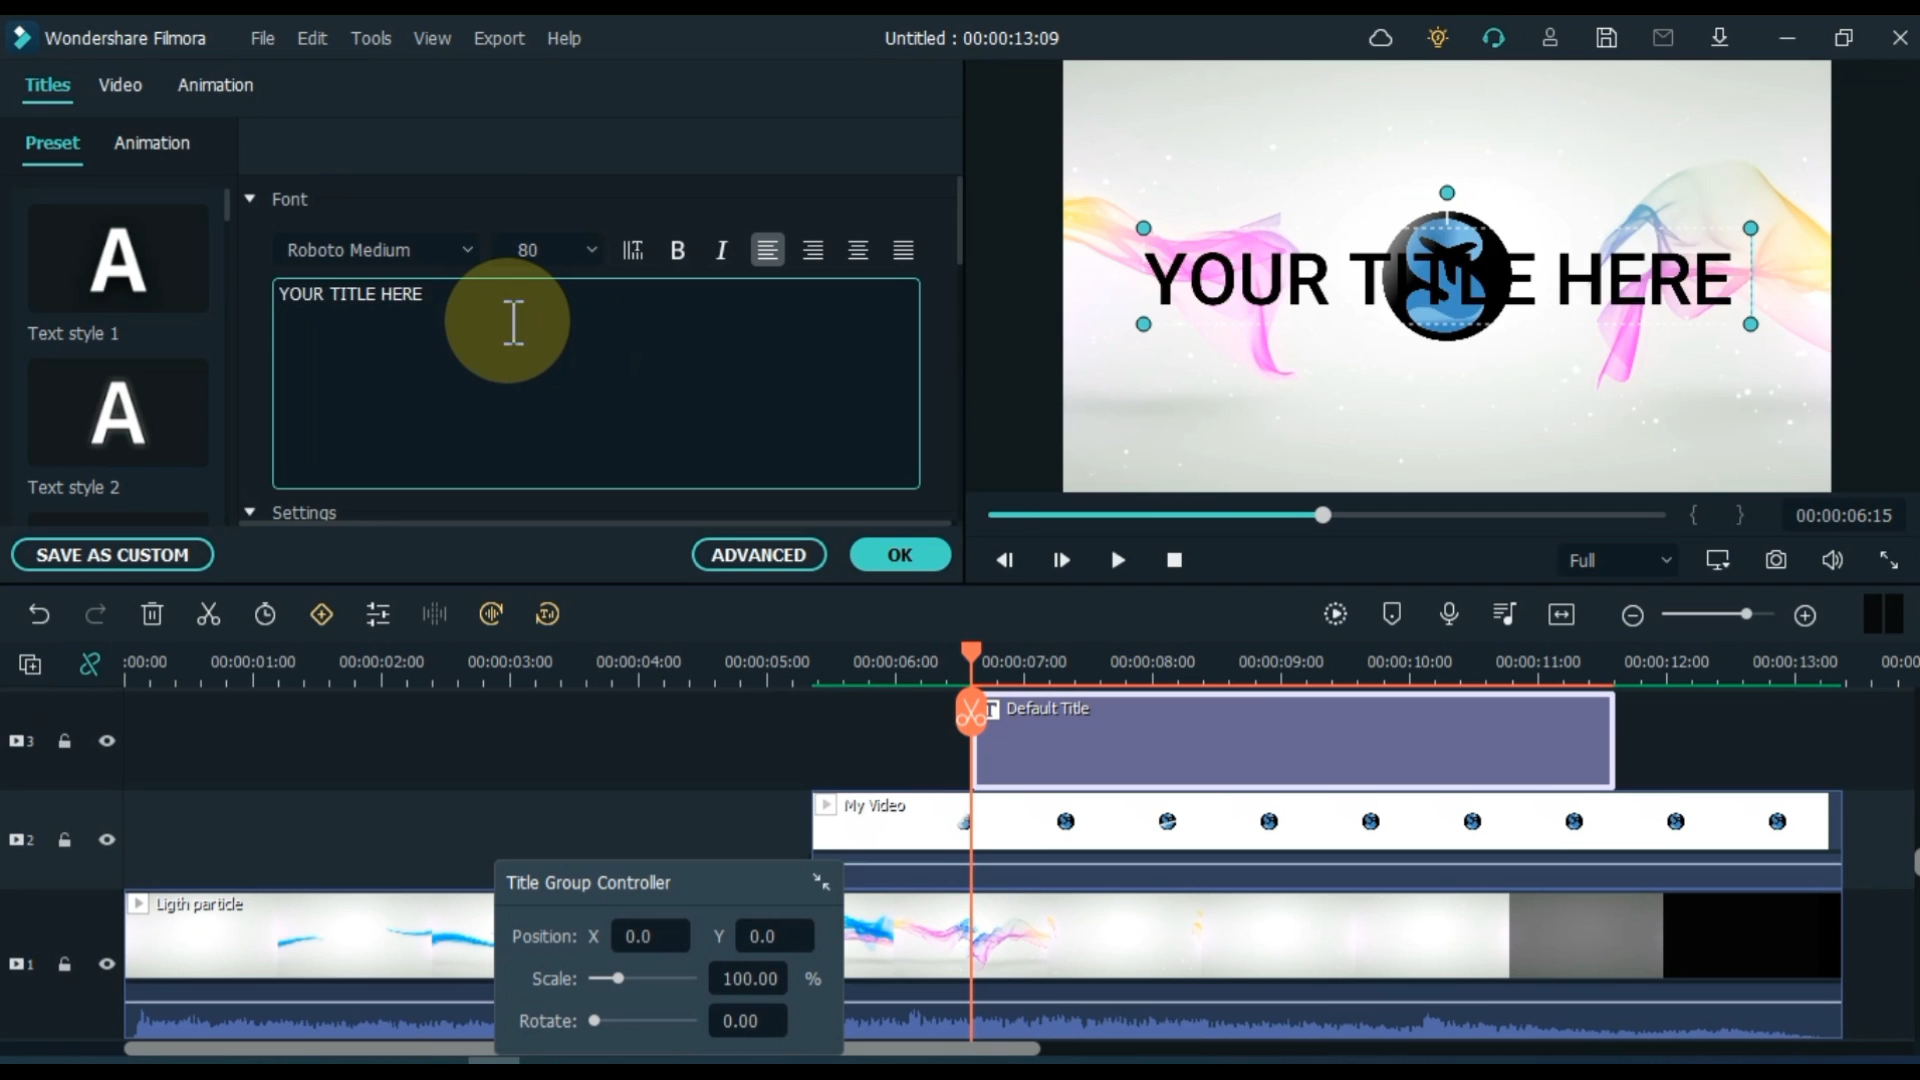 Wondershare Filmora File Edit Tools View Export Help Untitled : 00:00:13:09
Titles Video Animation
Preset Animation
Font
Roboto Medium 80 B I
YOUR TITLE HERE
A
Text style 1
A
Text style 2
Settings
SAVE AS CUSTOM ADVANCED OK
YOUR TITLE HERE
{ } 00:00:06:15
Full
:00:00 00:00:01:00 00:00:02:00 00:00:03:00 00:00:04:00 00:00:05:00 00:00:06:00 00:00:07:00 00:00:08:00 00:00:09:00 00:00:10:00 00:00:11:00 00:00:12:00 00:00:13:00 00:00
3 T Default Title
2 My Video
1 Ligth particle
Title Group Controller
Position: X 0.0 Y 0.0
Scale: 100.00 %
Rotate: 0.00